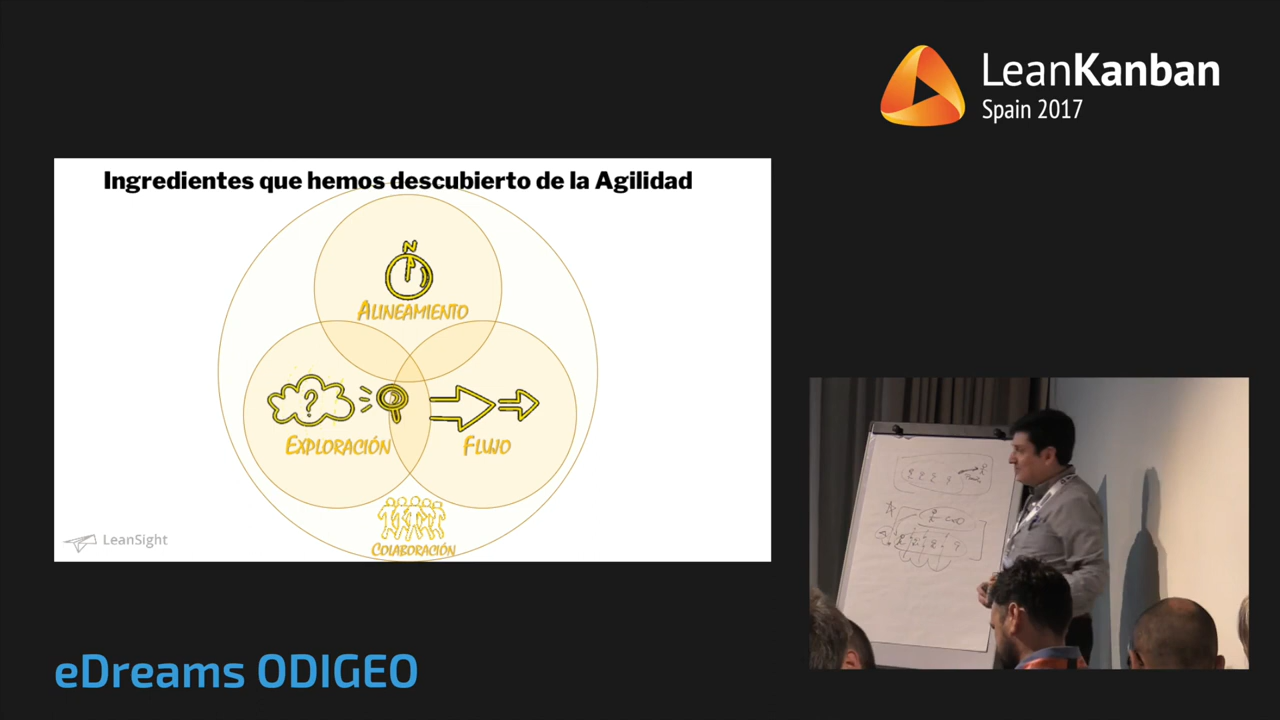 LeanKanban
Spain 2017
Ingredientes que hemos descubierto de la Agilidad
N
ALINEAMIENTO
?
EXPLORACIÓN
FLUJO
COLABORACIÓN
LeanSight
eDreams ODIGEO